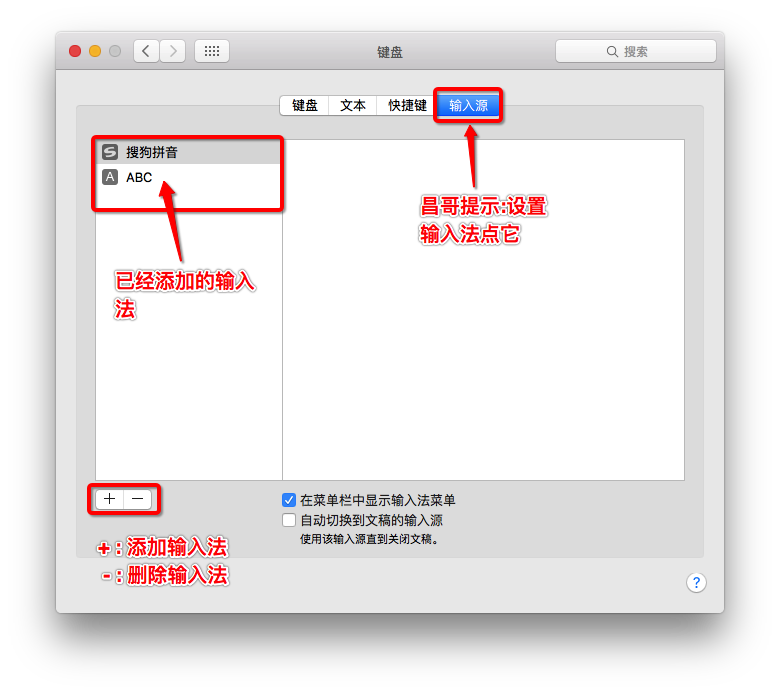 键盘
搜索
键盘 文本 快捷键 输入源
搜狗拼音
A ABC
昌哥提示:设置
输入法点它
已经添加的输入
法
+ −
在菜单栏中显示输入法菜单
自动切换到文稿的输入源
使用该输入源直到关闭文稿。
+:添加输入法
-:删除输入法
?